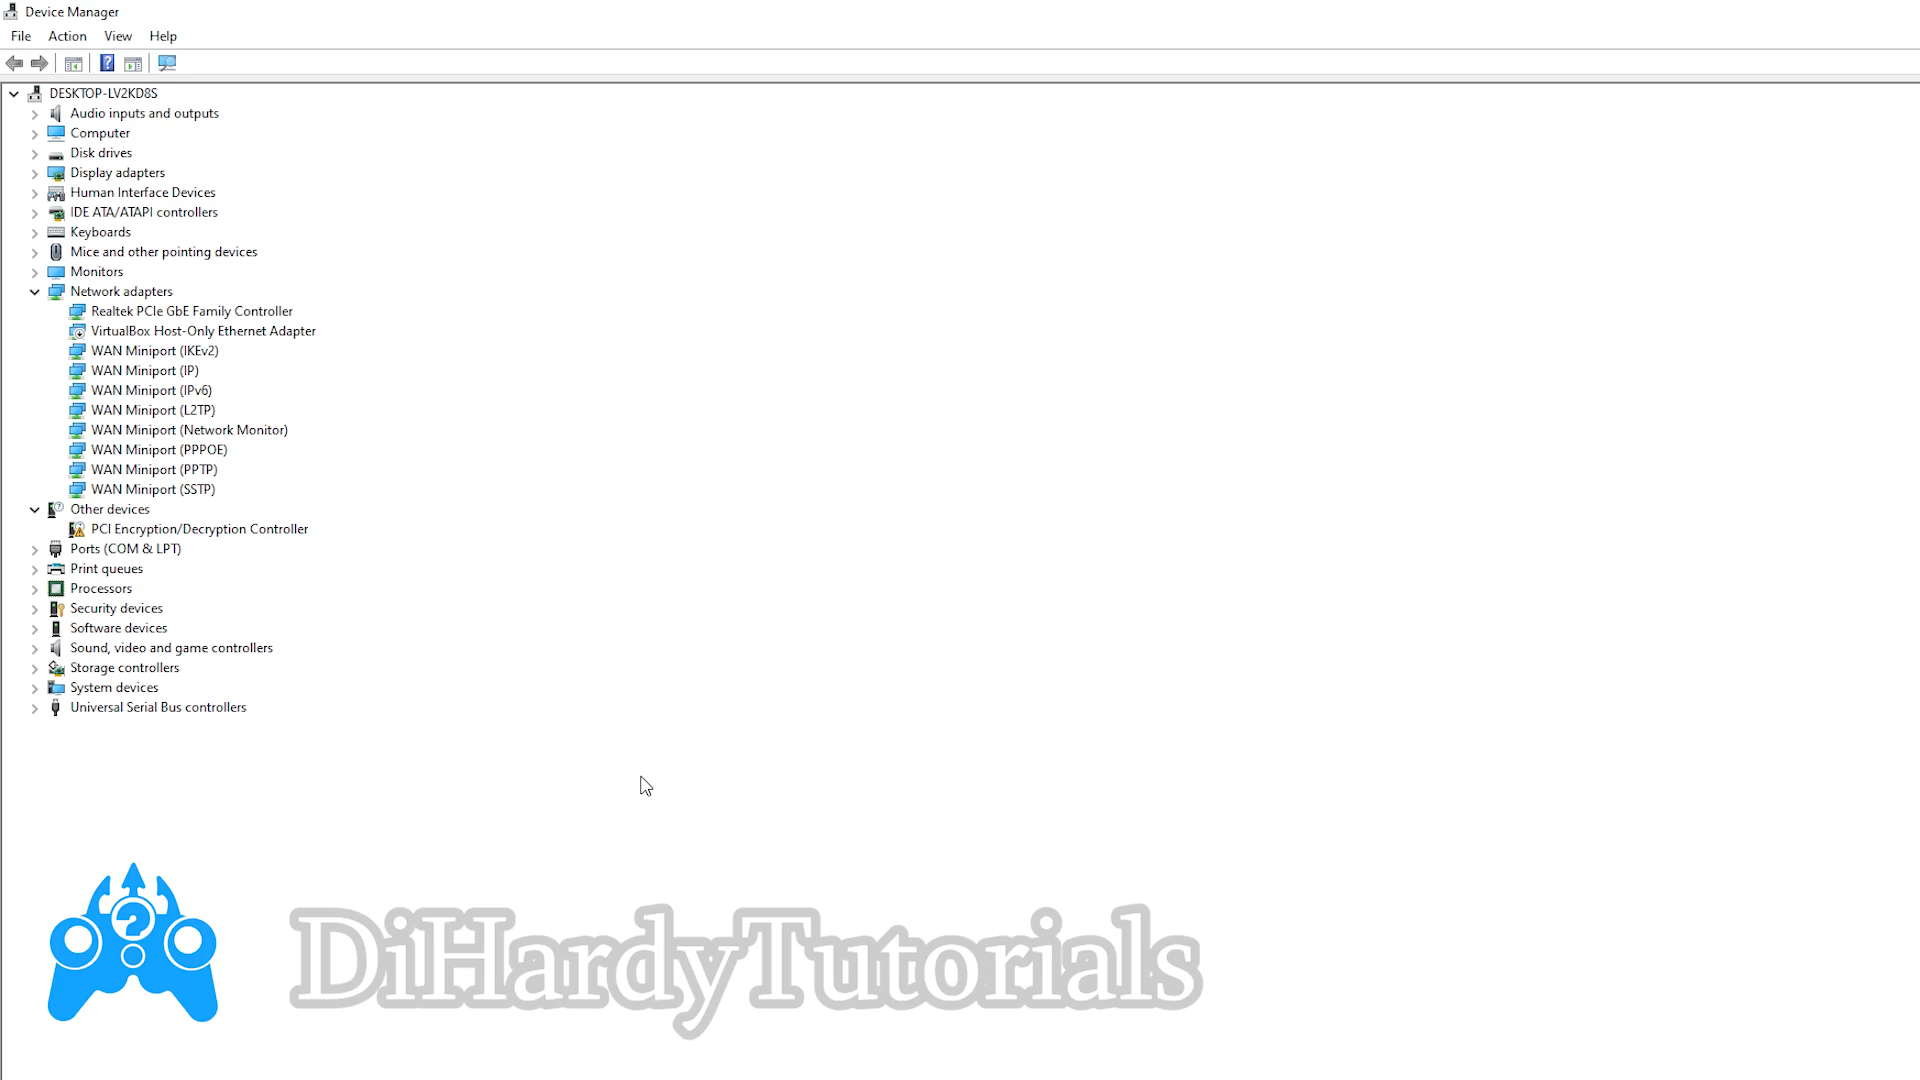 Device Manager
File Action View Help
?
DESKTOP-LV2KD8S
Audio inputs and outputs
Computer
Disk drives
Display adapters
Human Interface Devices
IDE ATA/ATAPI controllers
Keyboards
Mice and other pointing devices
Monitors
Network adapters
Realtek PCIe GbE Family Controller
VirtualBox Host-Only Ethernet Adapter
WAN Miniport (IKEv2)
WAN Miniport (IP)
WAN Miniport (IPv6)
WAN Miniport (L2TP)
WAN Miniport (Network Monitor)
WAN Miniport (PPPOE)
WAN Miniport (PPTP)
WAN Miniport (SSTP)
Other devices
PCI Encryption/Decryption Controller
Ports (COM & LPT)
Print queues
Processors
Security devices
Software devices
Sound, video and game controllers
Storage controllers
System devices
Universal Serial Bus controllers
?
DiHardyTutorials